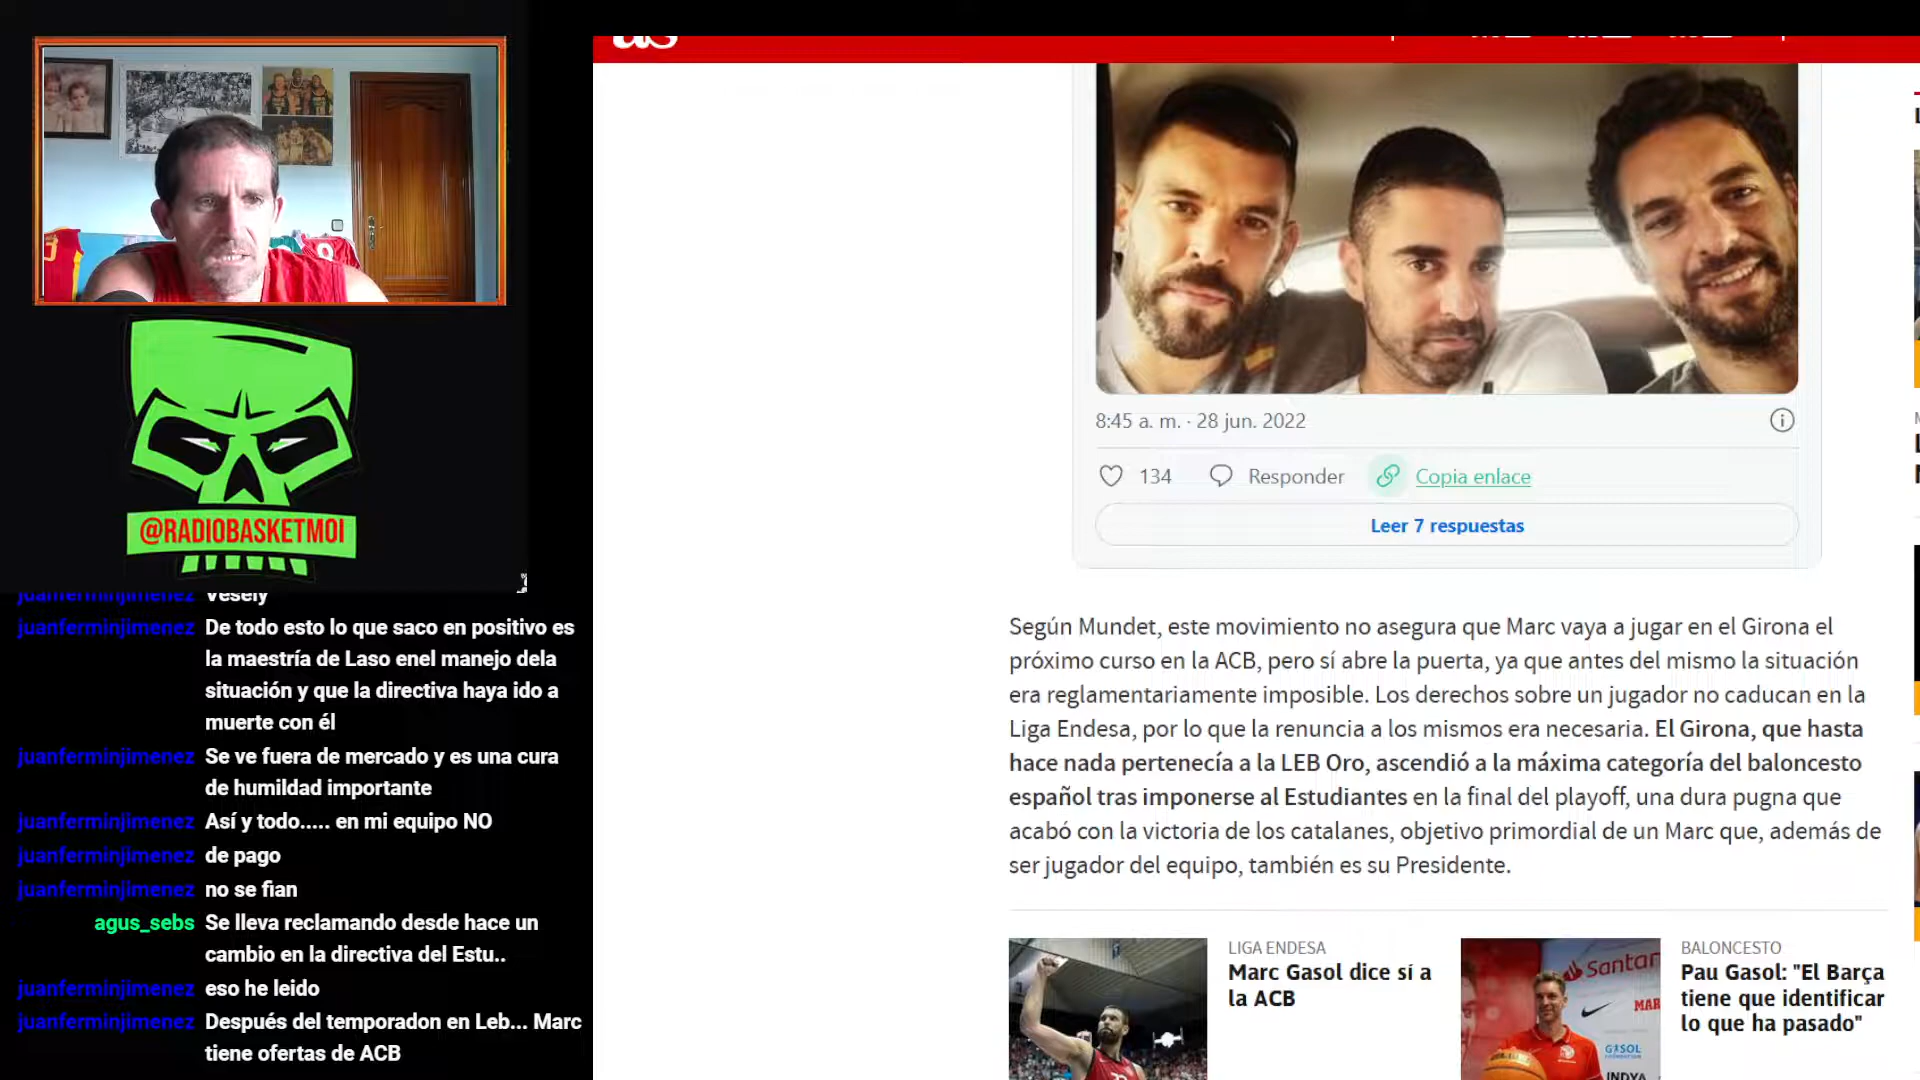 as
8:45 a. m. · 28 jun. 2022
134 Responder Copia enlace
Leer 7 respuestas
Según Mundet, este movimiento no asegura que Marc vaya a jugar en el Girona el
próximo curso en la ACB, pero sí abre la puerta, ya que antes del mismo la situación
era reglamentariamente imposible. Los derechos sobre un jugador no caducan en la
Liga Endesa, por lo que la renuncia a los mismos era necesaria. El Girona, que hasta
hace nada pertenecía a la LEB Oro, ascendió a la máxima categoría del baloncesto
español tras imponerse al Estudiantes en la final del playoff, una dura pugna que
acabó con la victoria de los catalanes, objetivo primordial de un Marc que, además de
ser jugador del equipo, también es su Presidente.
LIGA ENDESA
Marc Gasol dice sí a
la ACB
BALONCESTO
Pau Gasol: "El Barça
tiene que identificar
lo que ha pasado"
Santan
MAR
GASOL
INDYA
@RADIOBASKETMOI
juanferminjimenez Vesely
juanferminjimenez De todo esto lo que saco en positivo es
la maestría de Laso enel manejo dela
situación y que la directiva haya ido a
muerte con él
juanferminjimenez Se ve fuera de mercado y es una cura
de humildad importante
juanferminjimenez Así y todo..... en mi equipo NO
juanferminjimenez de pago
juanferminjimenez no se fian
agus_sebs Se lleva reclamando desde hace un
cambio en la directiva del Estu..
juanferminjimenez eso he leido
juanferminjimenez Después del temporadon en Leb... Marc
tiene ofertas de ACB